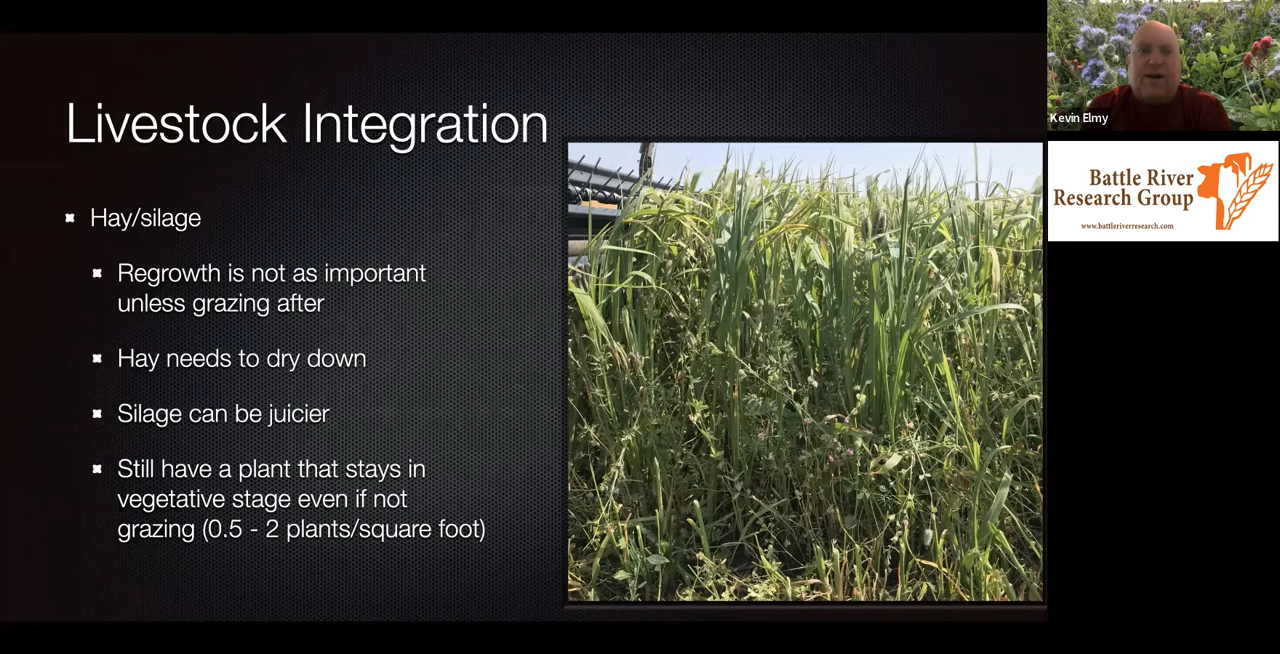 Livestock Integration
Hay/silage
Regrowth is not as important
unless grazing after
Hay needs to dry down
Silage can be juicier
Still have a plant that stays in
vegetative stage even if not
grazing (0.5 - 2 plants/square foot)
Kevin Elmy
Battle River
Research Group
www.battleriverresearch.com